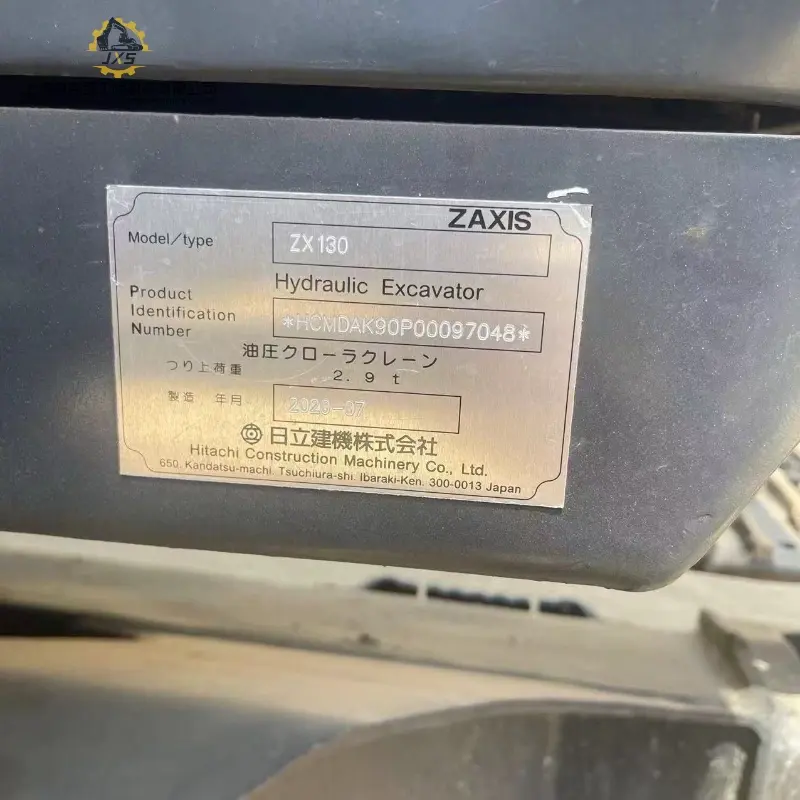 JXS
ZAXIS
Model/type
ZX130
Hydraulic Excavator
Product
Identification
Number
*HCMDAK90P00097048*
油圧クローラクレーン
つり上荷重
2.9 t
製造 年月
2023-07
日立建機株式会社
Hitachi Construction Machinery Co., Ltd.
650, Kandatsu-machi, Tsuchiura-shi, Ibaraki-Ken, 300-0013 Japan